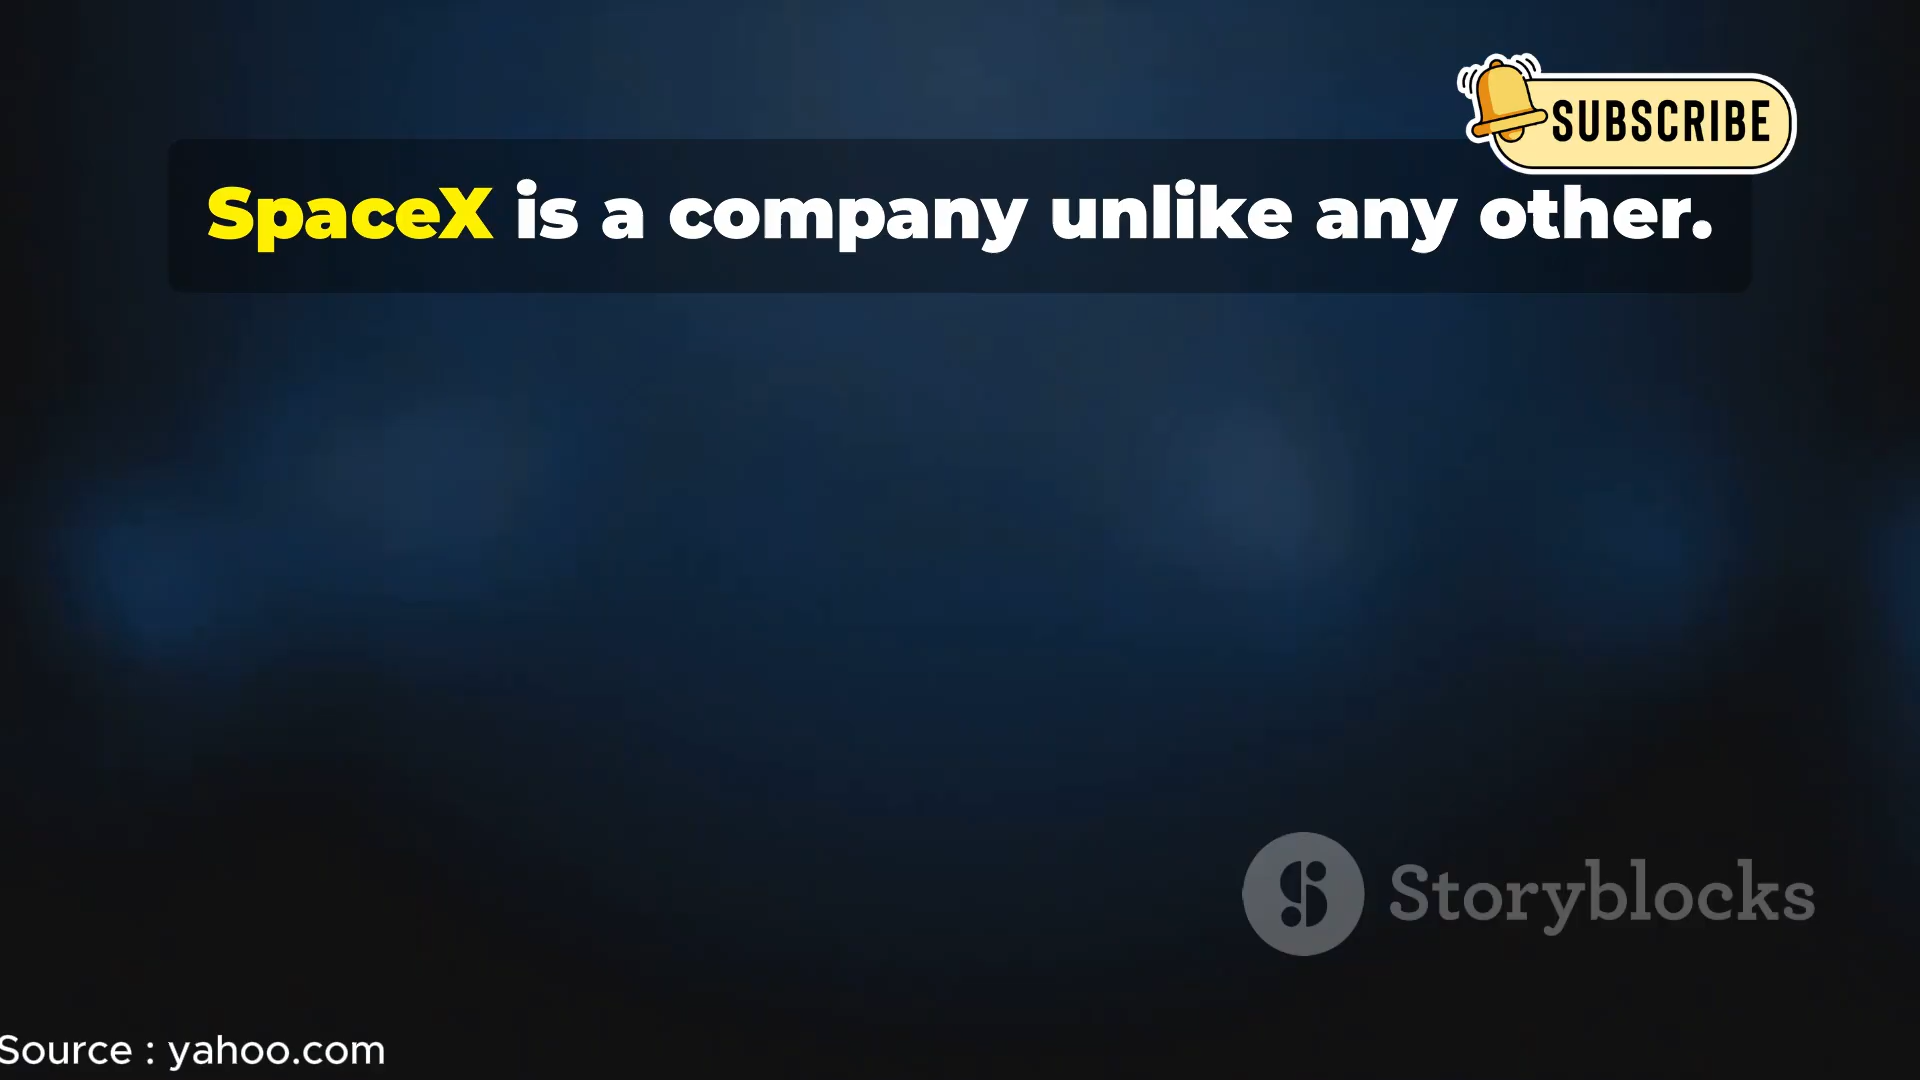 SUBSCRIBE
SpaceX is a company unlike any other.
Storyblocks
Source : yahoo.com